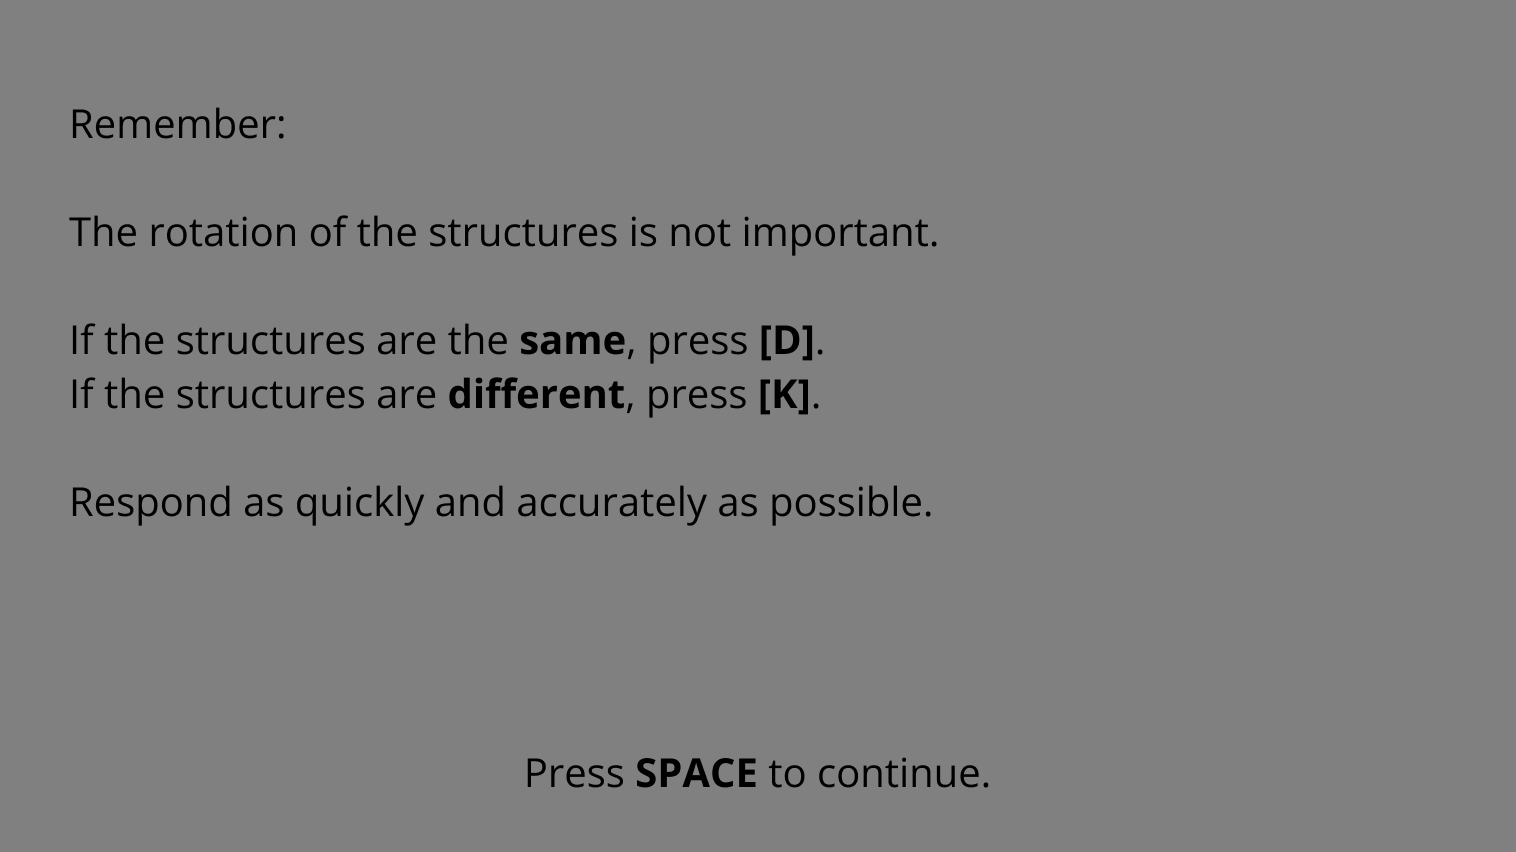 Remember:
The rotation of the structures is not important.
If the structures are the same, press [D].
If the structures are different, press [K].
Respond as quickly and accurately as possible.
Press SPACE to continue.